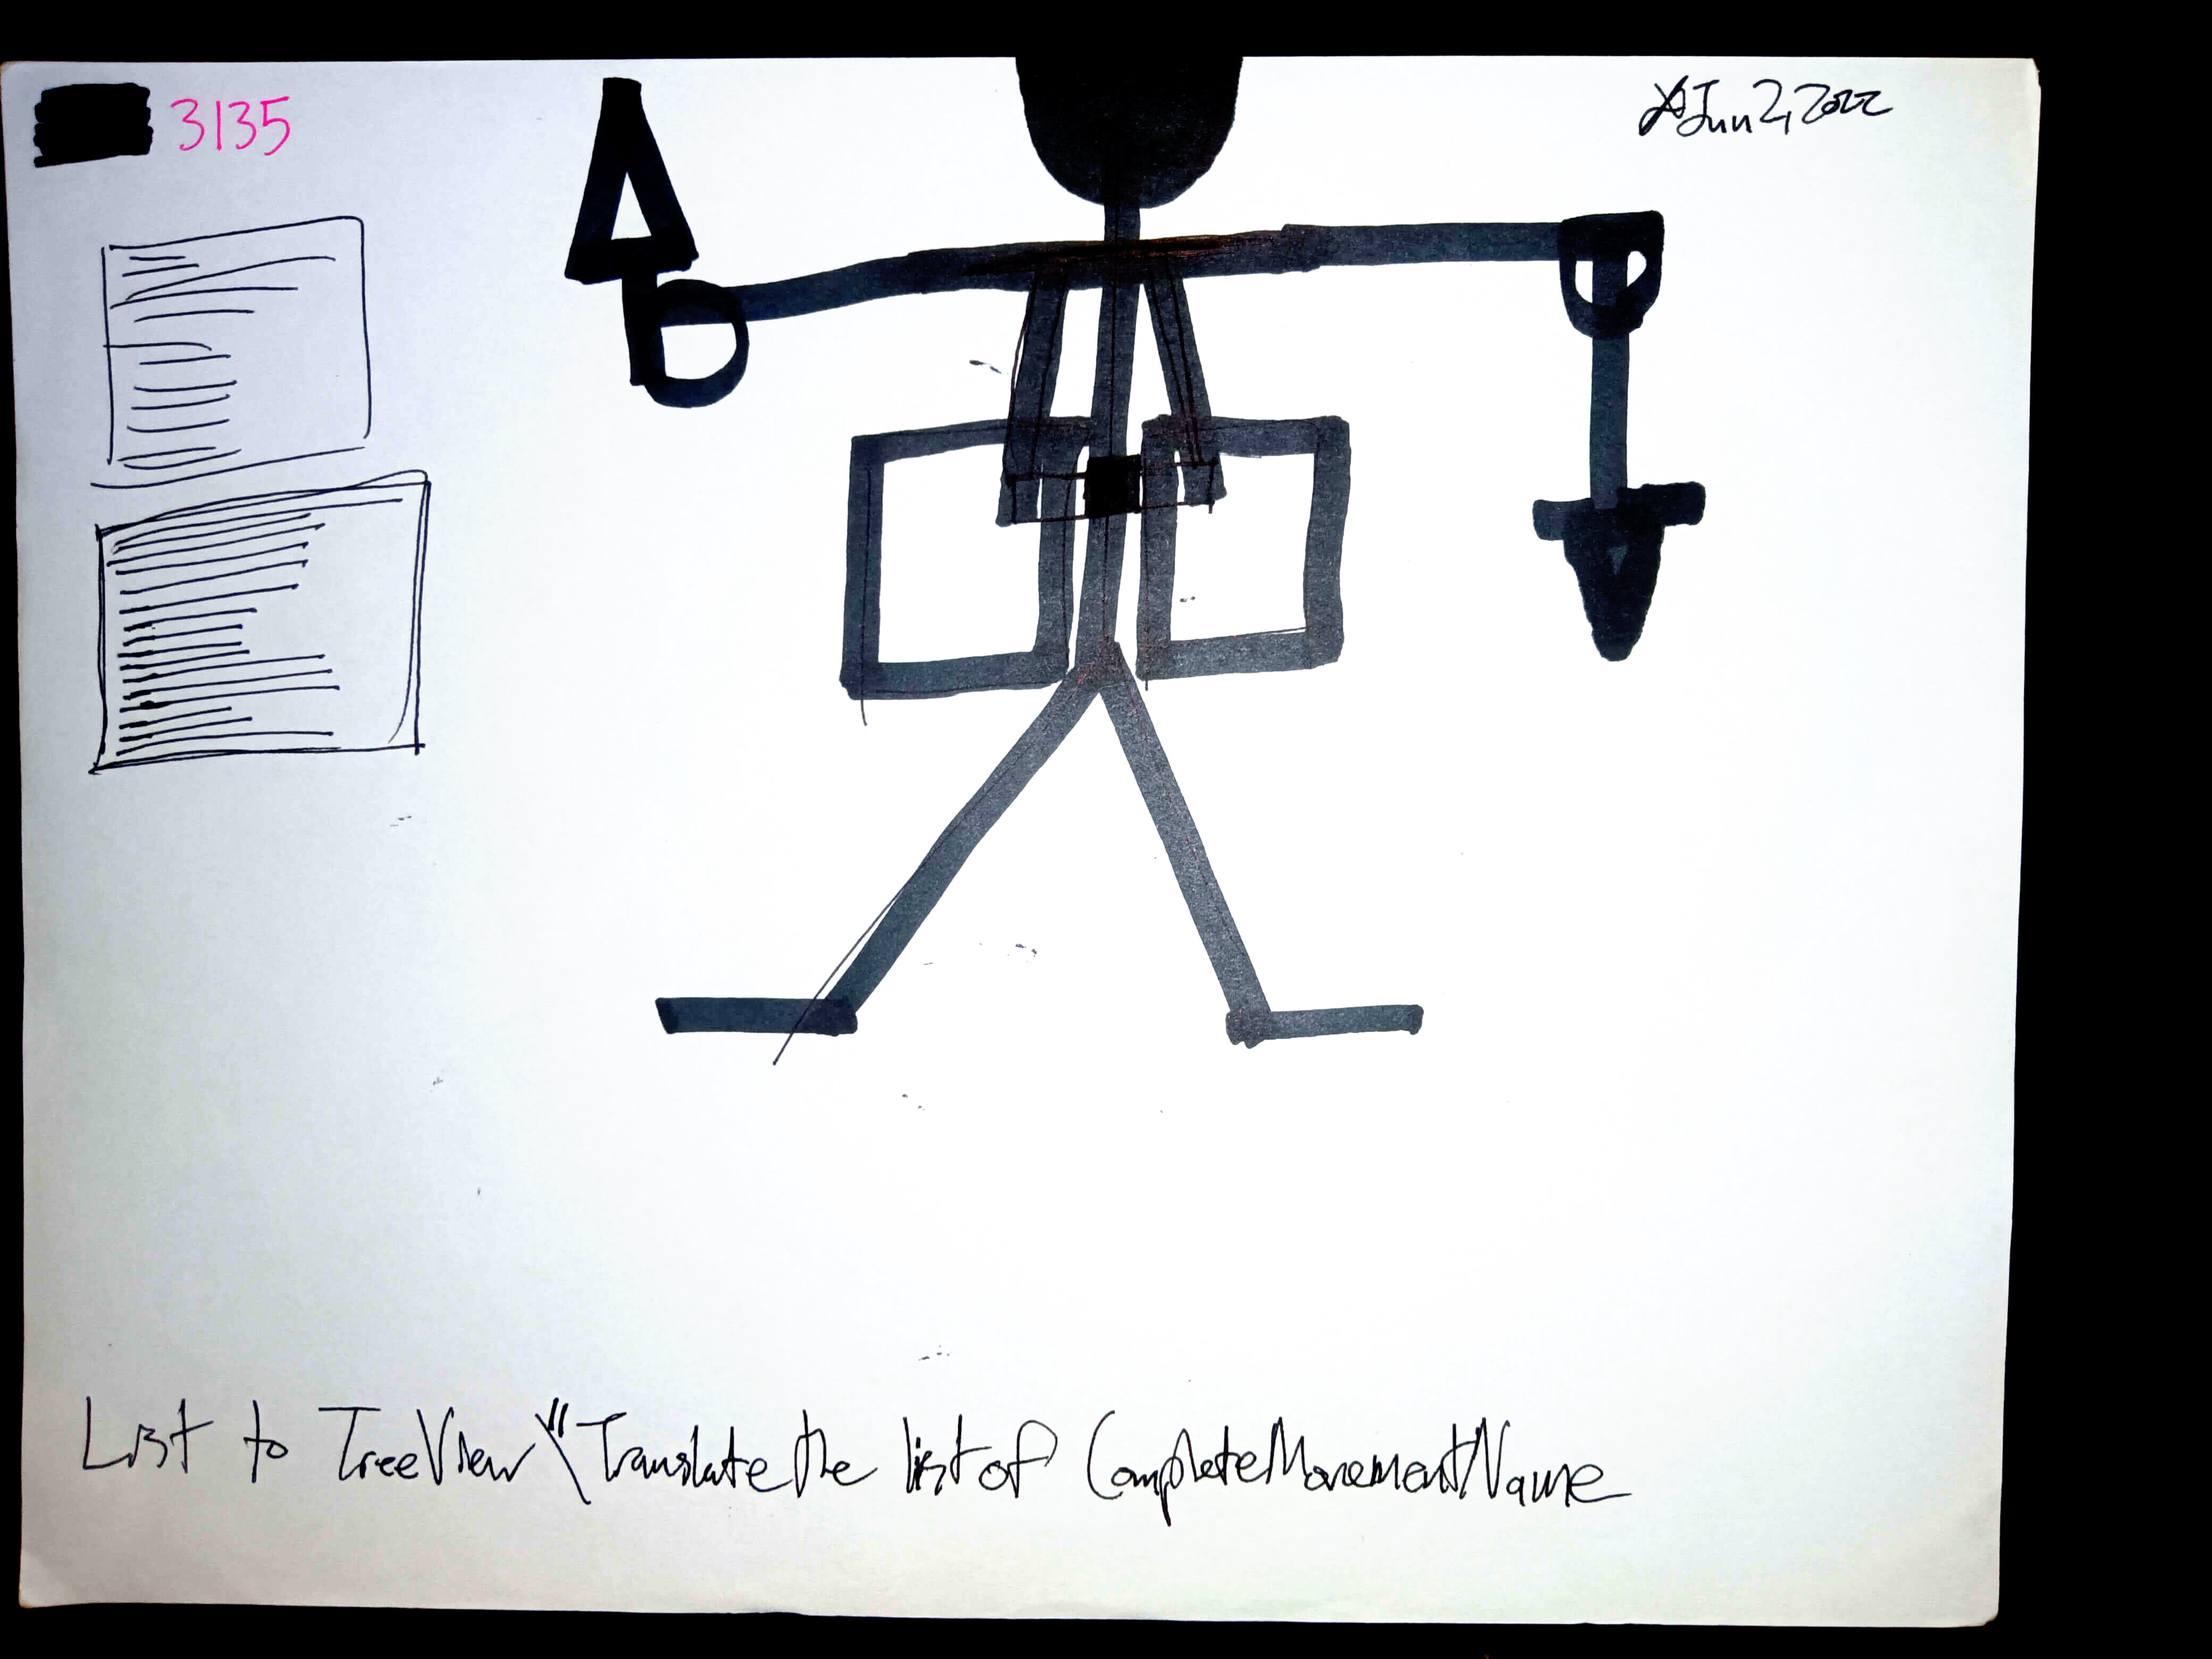 3135
Jun 2, 2022
List to TreeView \\ "Translate the list of CompleteMovementName